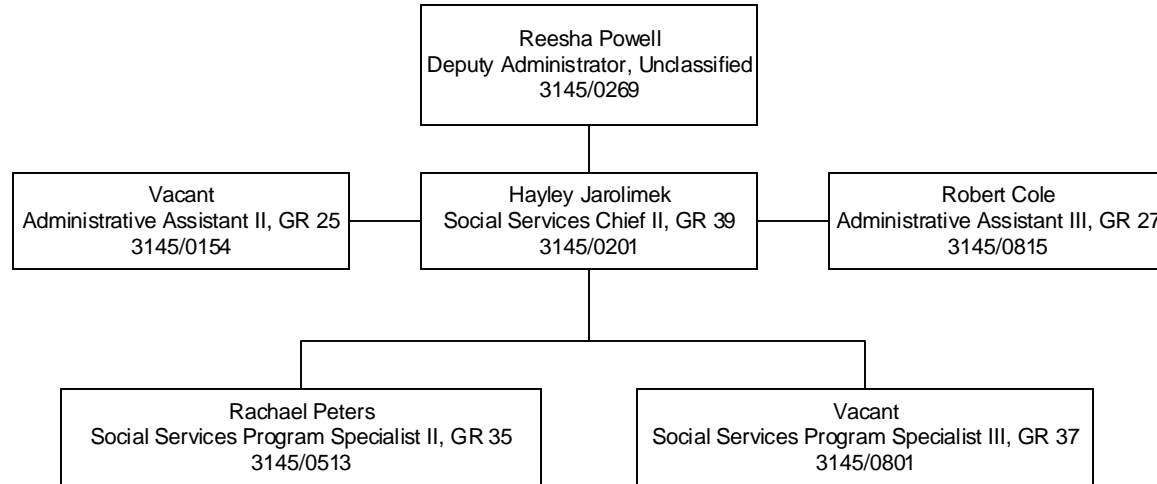 Reesha Powell
Deputy Administrator, Unclassified
3145/0269
Vacant
Administrative Assistant II, GR 25
3145/0154
Hayley Jarolimek
Social Services Chief II, GR 39
3145/0201
Robert Cole
Administrative Assistant III, GR 27
3145/0815
Rachael Peters
Social Services Program Specialist II, GR 35
3145/0513
Vacant
Social Services Program Specialist III, GR 37
3145/0801